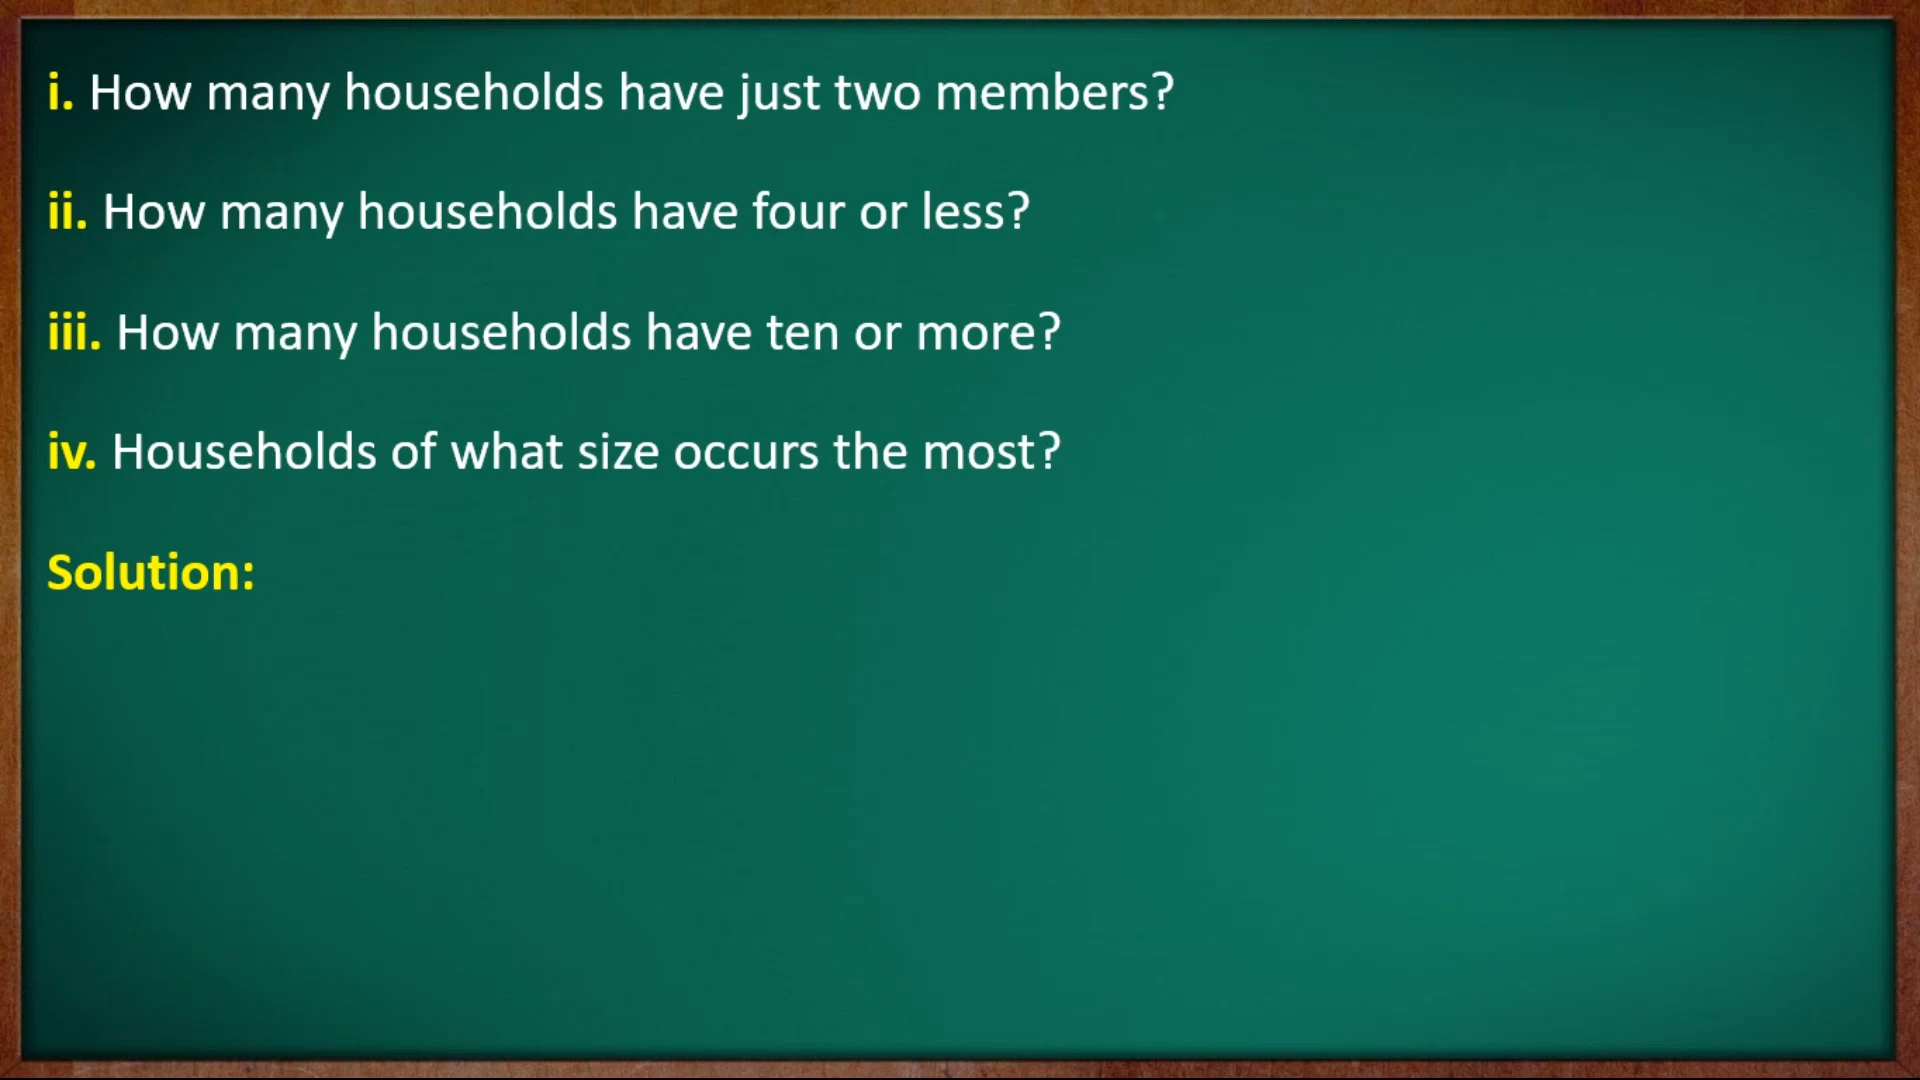 i. How many households have just two members?
ii. How many households have four or less?
iii. How many households have ten or more?
iv. Households of what size occurs the most?
Solution: